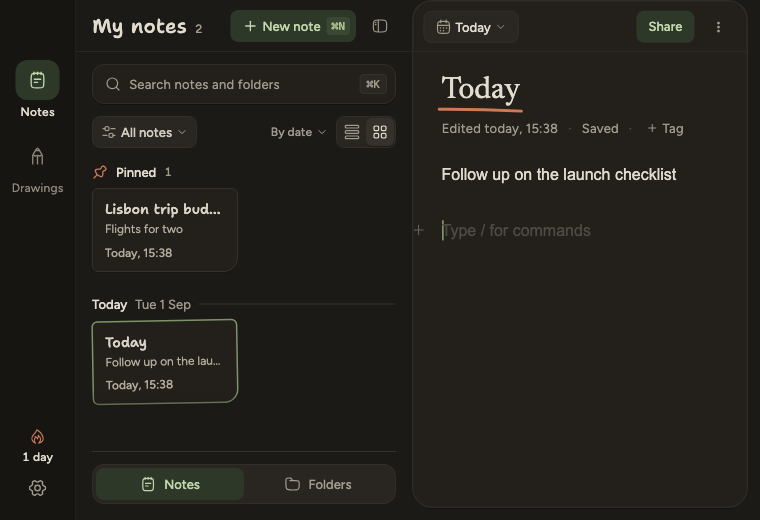 My notes 2
New note ⌘N
Today
Share
Notes
Drawings
Search notes and folders ⌘K
All notes
By date
Pinned 1
Lisbon trip bud...
Flights for two
Today, 15:38
Today Tue 1 Sep
Today
Follow up on the lau...
Today, 15:38
1 day
Notes
Folders
Today
Edited today, 15:38 · Saved · + Tag
Follow up on the launch checklist
Type / for commands